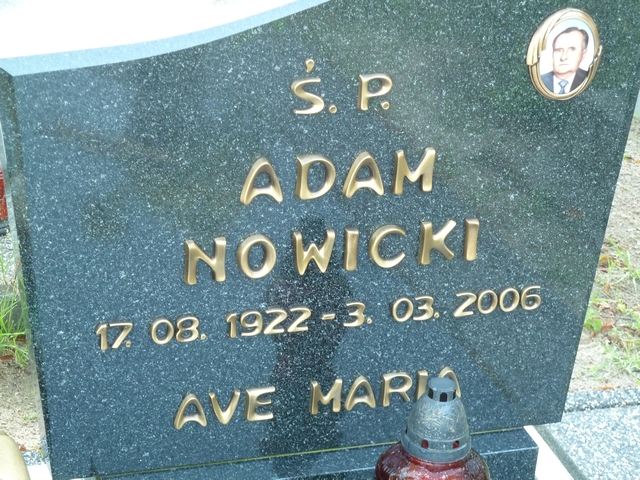 Ś. P.
ADAM
NOWICKI
17. 08. 1922 - 3. 03. 2006
AVE MARIA